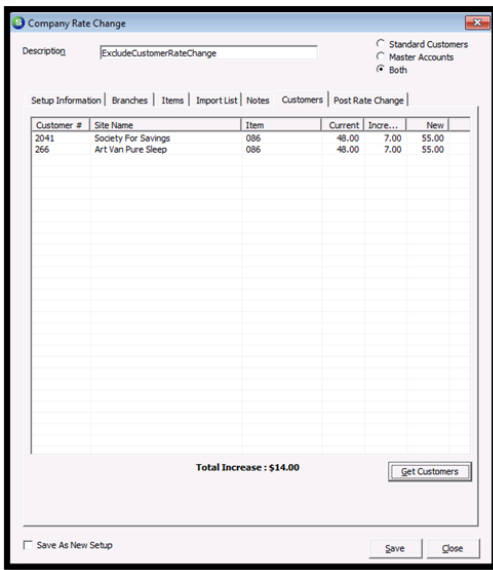 S Company Rate Change
Description ExcludeCustomerRateChange
Standard Customers
Master Accounts
Both
Setup Information Branches Items Import List Notes Customers Post Rate Change
Customer # Site Name Item Current Incre... New
2041 Society For Savings 086 48.00 7.00 55.00
266 Art Van Pure Sleep 086 48.00 7.00 55.00
Total Increase : $14.00
Get Customers
Save As New Setup
Save Close